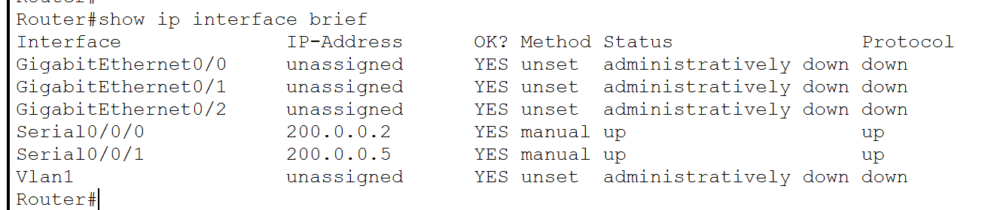 Router#
Router#show ip interface brief
Interface              IP-Address      OK? Method Status                Protocol
GigabitEthernet0/0     unassigned      YES unset  administratively down down
GigabitEthernet0/1     unassigned      YES unset  administratively down down
GigabitEthernet0/2     unassigned      YES unset  administratively down down
Serial0/0/0            200.0.0.2       YES manual up                    up
Serial0/0/1            200.0.0.5       YES manual up                    up
Vlan1                  unassigned      YES unset  administratively down down
Router#